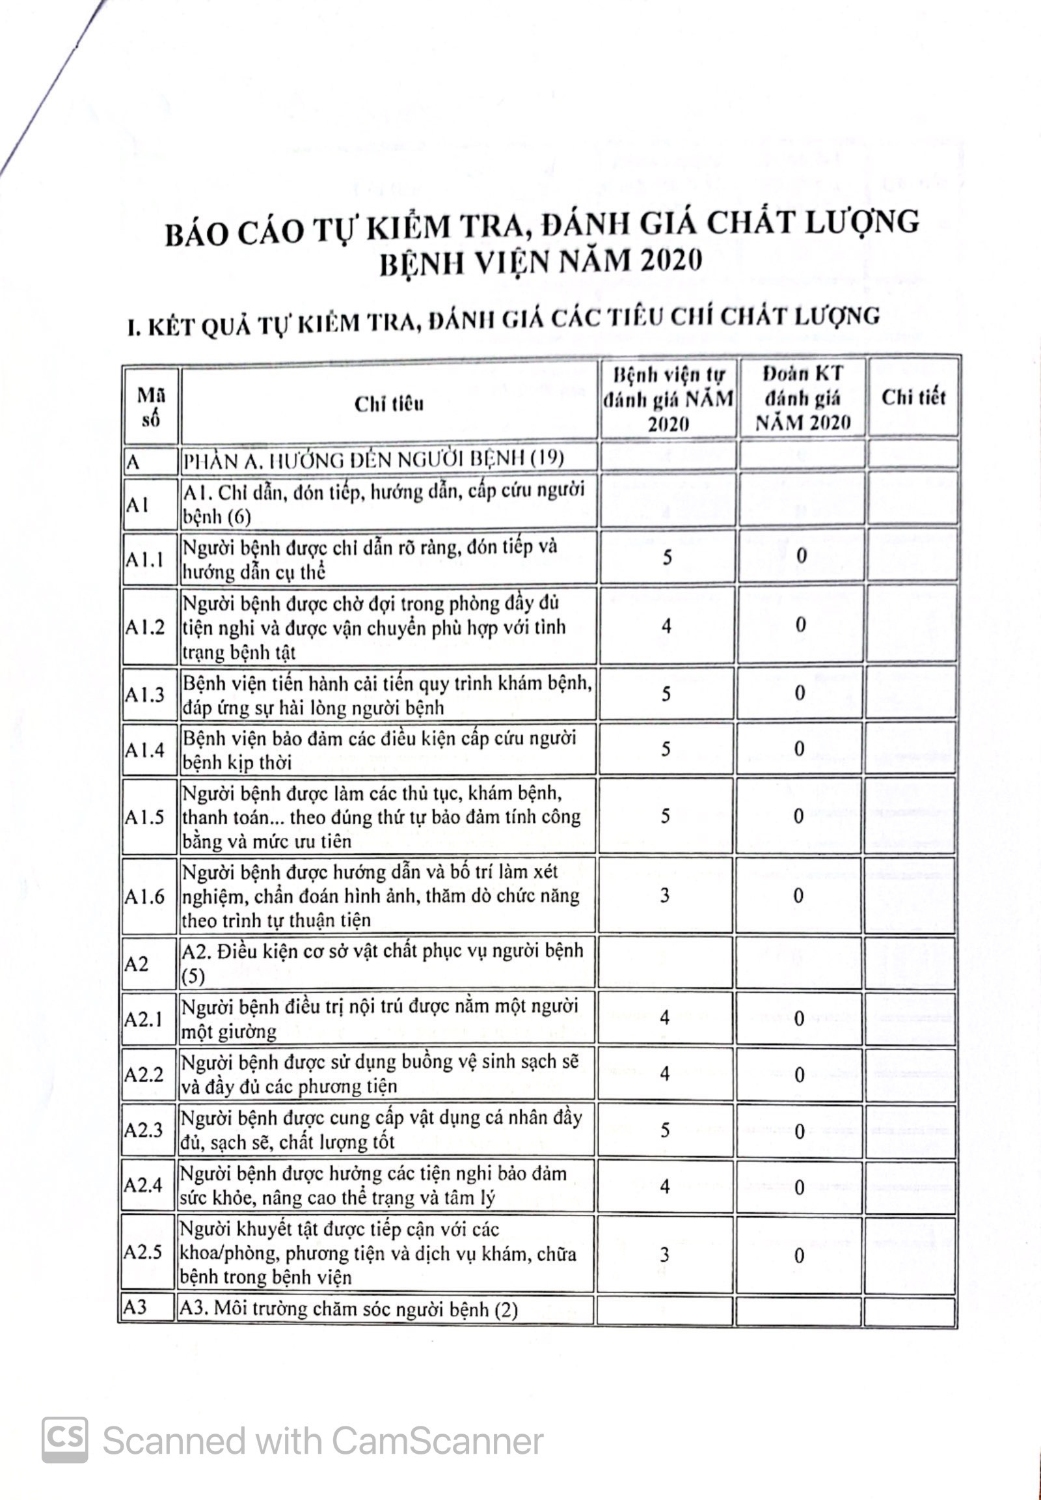 BÁO CÁO TỰ KIỂM TRA, ĐÁNH GIÁ CHẤT LƯỢNG
BỆNH VIỆN NĂM 2020
I. KẾT QUẢ TỰ KIỂM TRA, ĐÁNH GIÁ CÁC TIÊU CHÍ CHẤT LƯỢNG
Mã số Chỉ tiêu Bệnh viện tự đánh giá NĂM 2020 Đoàn KT đánh giá NĂM 2020 Chi tiết
A PHẦN A. HƯỚNG ĐẾN NGƯỜI BỆNH (19)
A1 A1. Chỉ dẫn, đón tiếp, hướng dẫn, cấp cứu người
bệnh (6)
A1.1 Người bệnh được chỉ dẫn rõ ràng, đón tiếp và 5 0
hướng dẫn cụ thể
Người bệnh được chờ đợi trong phòng đầy đủ
A1.2 tiện nghi và được vận chuyển phù hợp với tình 4 0
trạng bệnh tật
A1.3 Bệnh viện tiến hành cải tiến quy trình khám bệnh, 5 0
đáp ứng sự hài lòng người bệnh
A1.4 Bệnh viện bảo đảm các điều kiện cấp cứu người 5 0
bệnh kịp thời
Người bệnh được làm các thủ tục, khám bệnh,
A1.5 thanh toán... theo đúng thứ tự bảo đảm tính công 5 0
bằng và mức ưu tiên
Người bệnh được hướng dẫn và bố trí làm xét
A1.6 nghiệm, chẩn đoán hình ảnh, thăm dò chức năng 3 0
theo trình tự thuận tiện
A2 A2. Điều kiện cơ sở vật chất phục vụ người bệnh
(5)
A2.1 Người bệnh điều trị nội trú được nằm một người 4 0
một giường
A2.2 Người bệnh được sử dụng buồng vệ sinh sạch sẽ 4 0
và đầy đủ các phương tiện
A2.3 Người bệnh được cung cấp vật dụng cá nhân đầy 5 0
đủ, sạch sẽ, chất lượng tốt
A2.4 Người bệnh được hưởng các tiện nghi bảo đảm 4 0
sức khỏe, nâng cao thể trạng và tâm lý
Người khuyết tật được tiếp cận với các
A2.5 khoa/phòng, phương tiện và dịch vụ khám, chữa 3 0
bệnh trong bệnh viện
A3 A3. Môi trường chăm sóc người bệnh (2)
CS Scanned with CamScanner